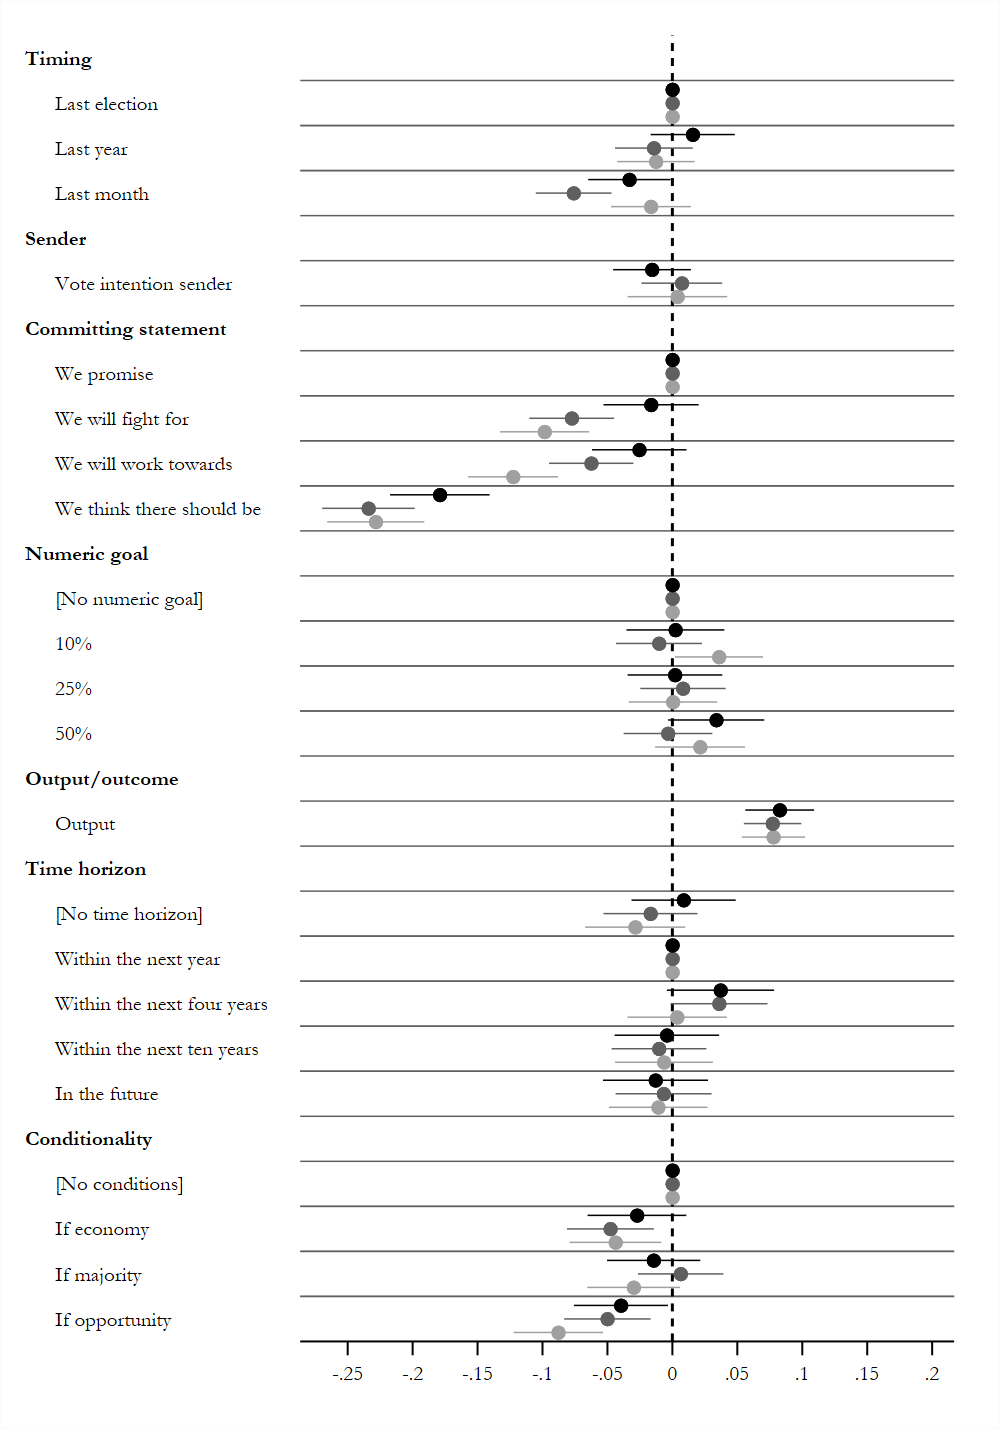 Timing
Last election
Last year
Last month
Sender
Vote intention sender
Committing statement
We promise
We will fight for
We will work towards
We think there should be
Numeric goal
[No numeric goal]
10%
25%
50%
Output/outcome
Output
Time horizon
[No time horizon]
Within the next year
Within the next four years
Within the next ten years
In the future
Conditionality
[No conditions]
If economy
If majority
If opportunity
-.25 -.2 -.15 -.1 -.05 0 .05 .1 .15 .2